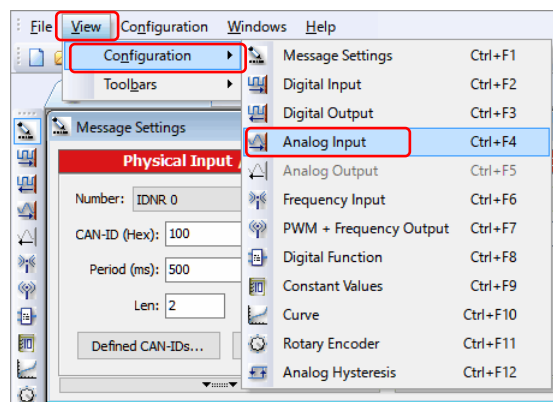 File View Configuration Windows Help
Configuration
Toolbars
Message Settings Ctrl+F1
Digital Input Ctrl+F2
Digital Output Ctrl+F3
Analog Input Ctrl+F4
Analog Output Ctrl+F5
Frequency Input Ctrl+F6
PWM + Frequency Output Ctrl+F7
Digital Function Ctrl+F8
Constant Values Ctrl+F9
Curve Ctrl+F10
Rotary Encoder Ctrl+F11
Analog Hysteresis Ctrl+F12
Message Settings
Physical Input
Number: IDNR 0
CAN-ID (Hex): 100
Period (ms): 500
Len: 2
Defined CAN-IDs...